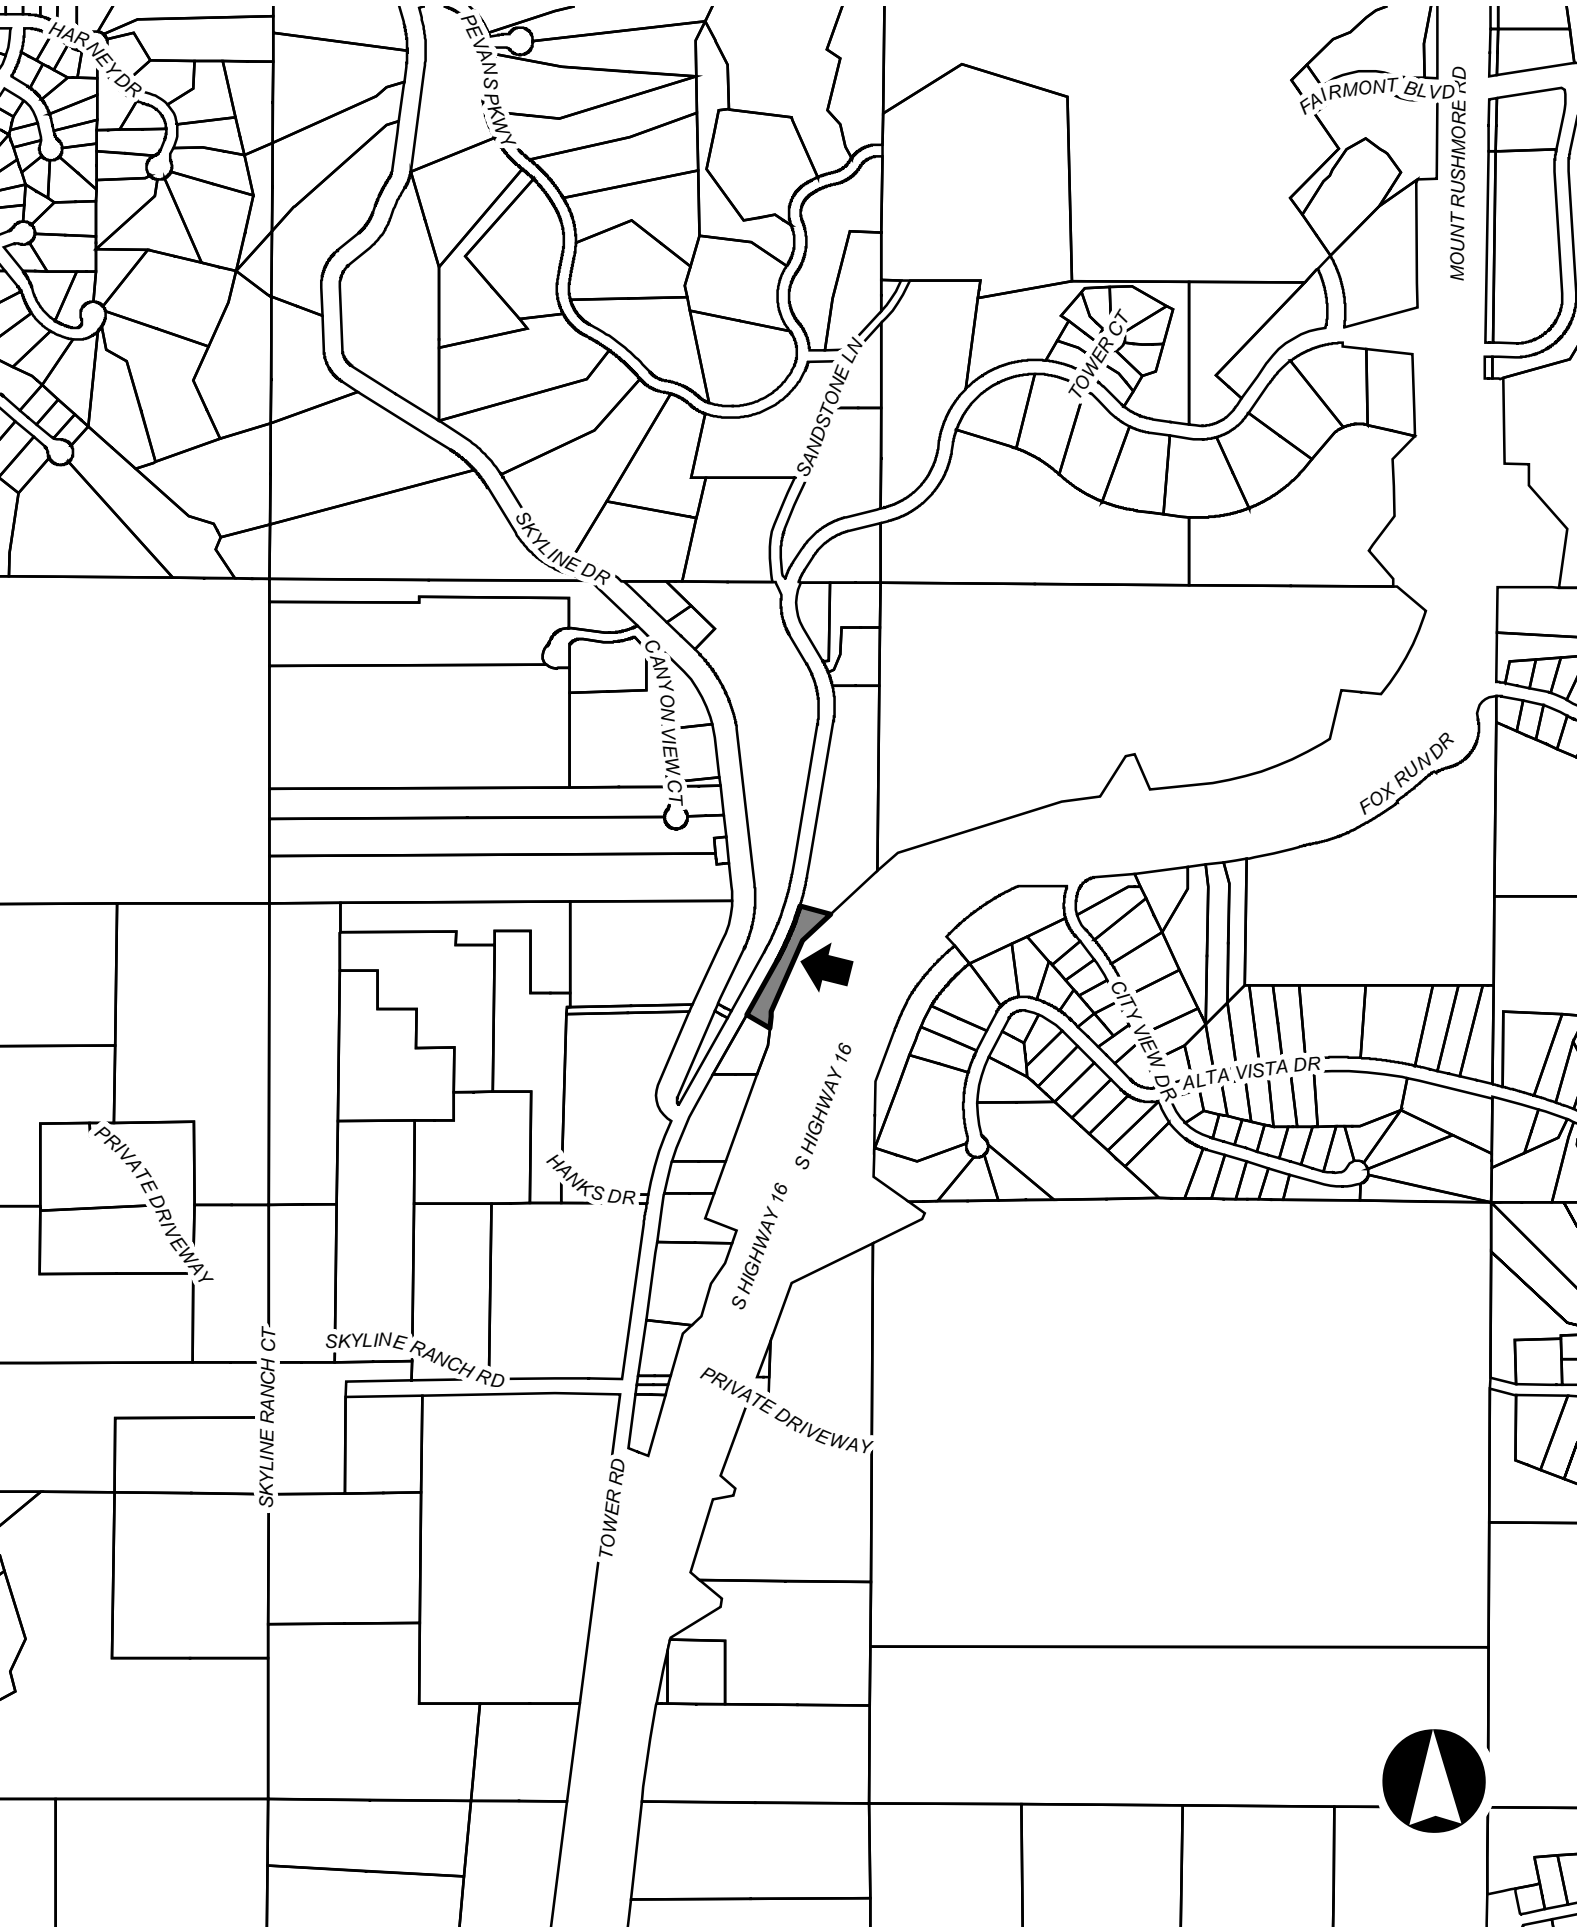 HARNEY DR
PEVANS PKWY
FAIRMONT BLVD
MOUNT RUSHMORE RD
TOWER CT
SANDSTONE LN
SKYLINE DR
CANYON VIEW CT
FOX RUN DR
CITY VIEW DR
ALTA VISTA DR
S HIGHWAY 16
PRIVATE DRIVEWAY
HANKS DR
S HIGHWAY 16
SKYLINE RANCH RD
SKYLINE RANCH CT
PRIVATE DRIVEWAY
TOWER RD